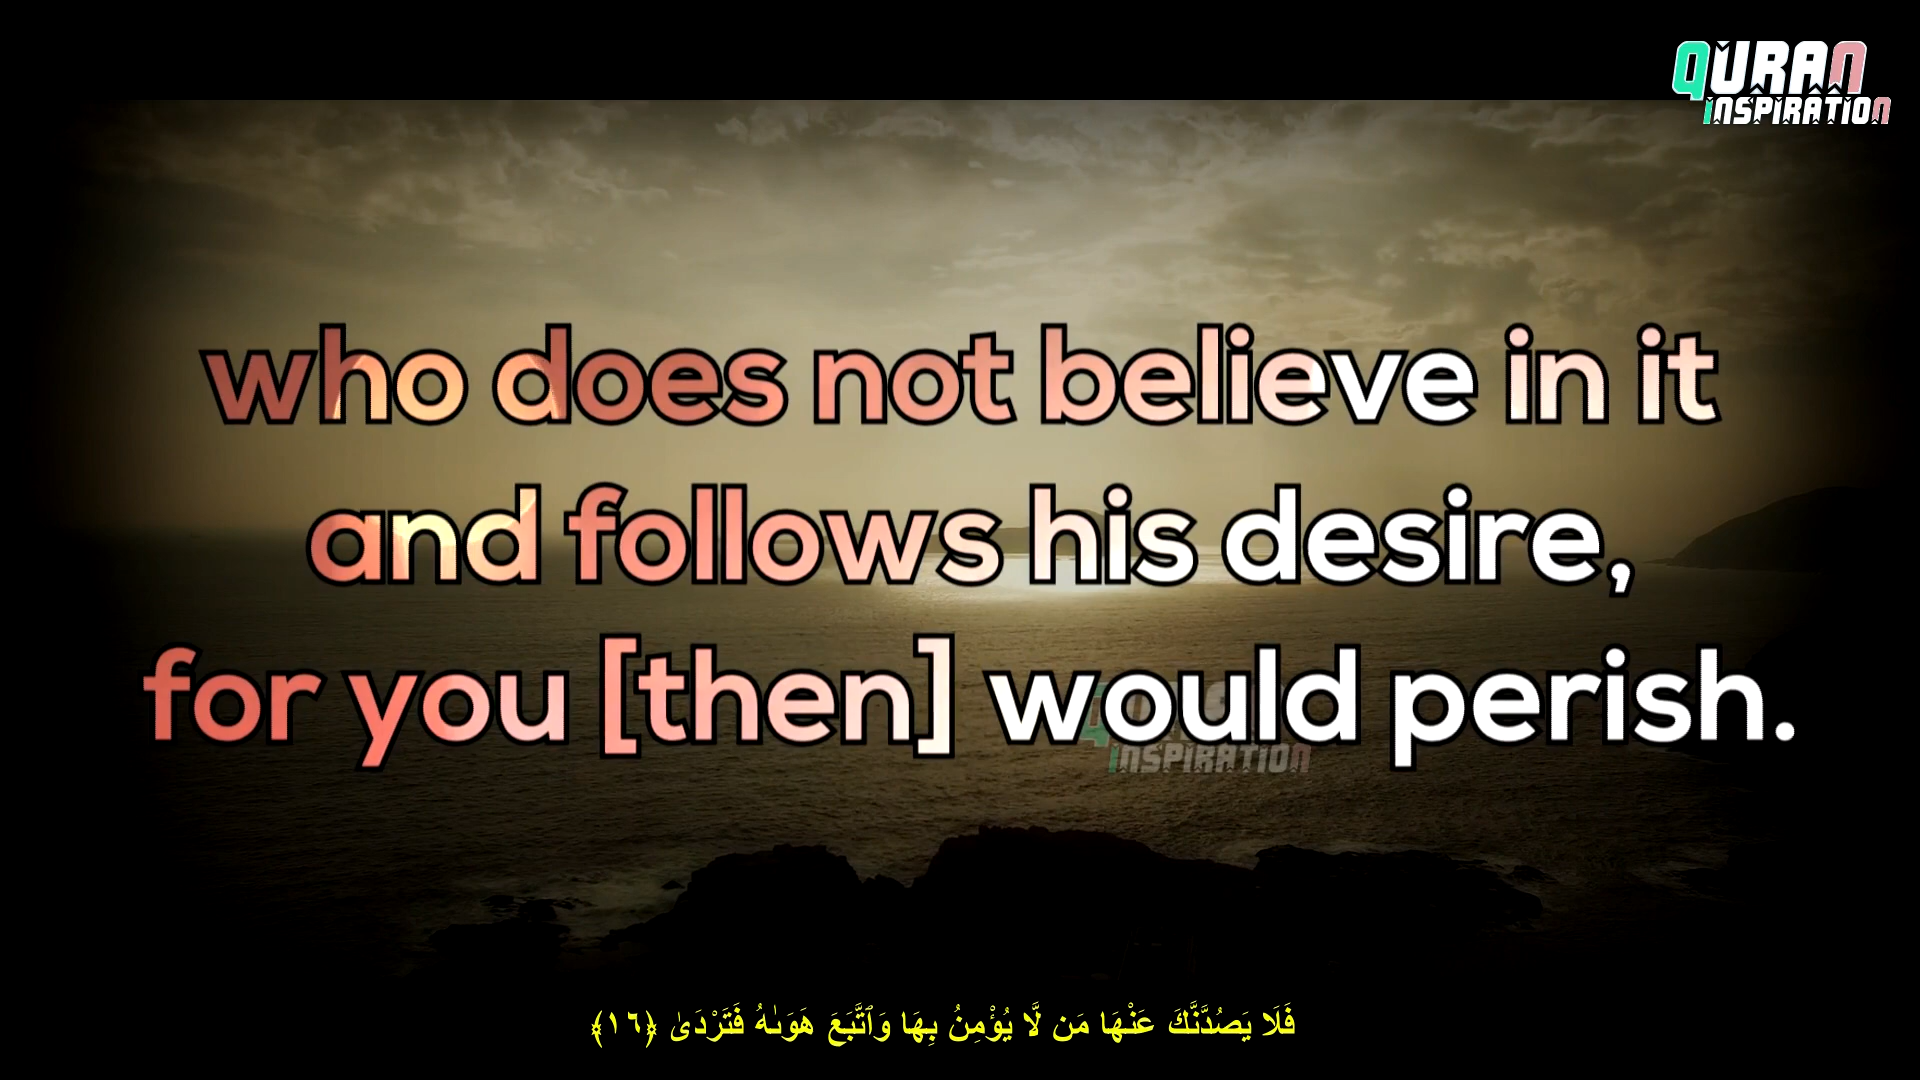 QURAN
INSPIRATION
who does not believe in it
and follows his desire,
for you [then] would perish.
INSPIRATION
فَلَا يَصُدَّنَّكَ عَنْهَا مَن لَّا يُؤْمِنُ بِهَا وَٱتَّبَعَ هَوَىٰهُ فَتَرْدَىٰ ﴿١٦﴾